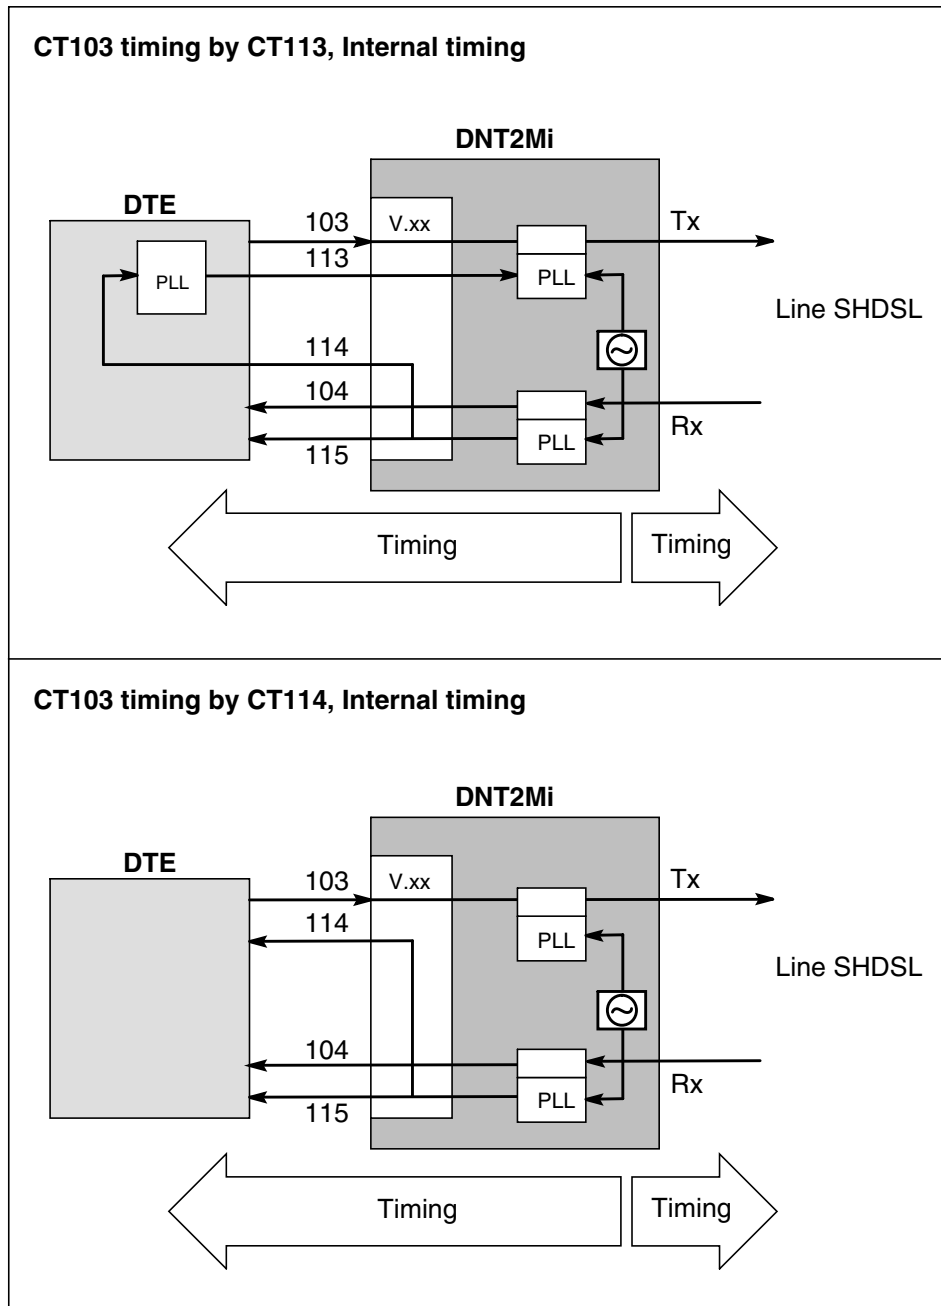 CT103 timing by CT113, Internal timing
DNT2Mi
DTE
103
V.xx
Tx
113
PLL
PLL
Line SHDSL
114
104
Rx
115
PLL
Timing
Timing
CT103 timing by CT114, Internal timing
DNT2Mi
DTE
103
V.xx
Tx
114
PLL
Line SHDSL
104
Rx
115
PLL
Timing
Timing